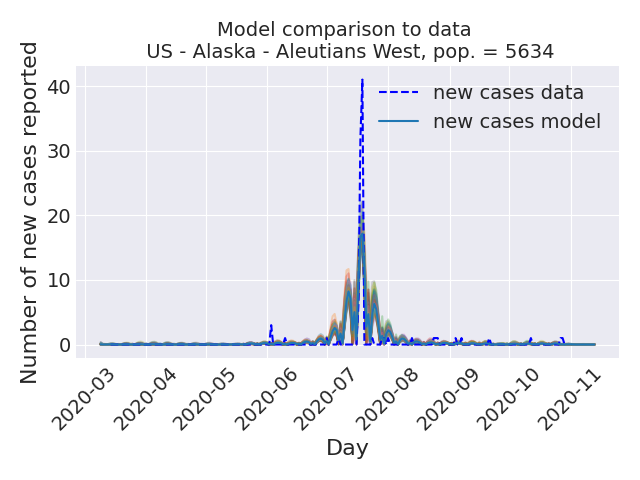 Model comparison to data
US - Alaska - Aleutians West, pop. = 5634
Number of new cases reported
40
30
20
10
0
new cases data
new cases model
2020-03
2020-04
2020-05
2020-06
2020-07
2020-08
2020-09
2020-10
2020-11
Day